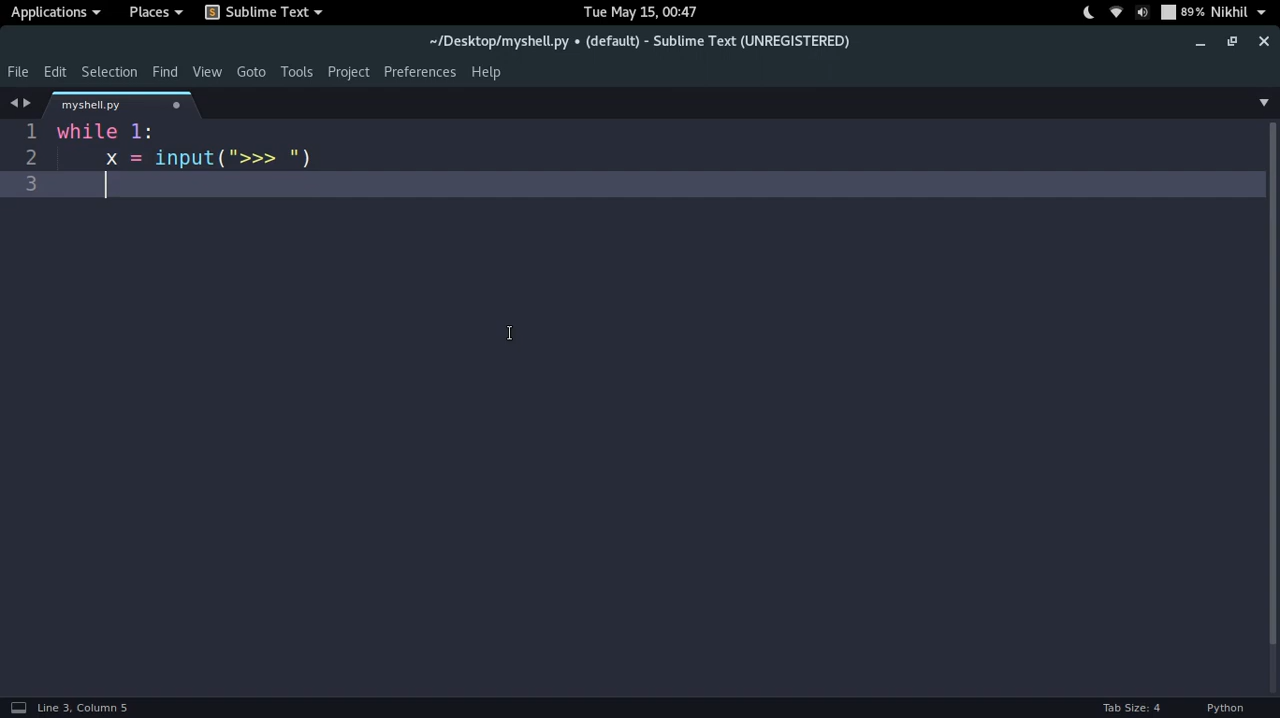 Applications Places Sublime Text Tue May 15, 00:47 89% Nikhil
~/Desktop/myshell.py • (default) - Sublime Text (UNREGISTERED)
File Edit Selection Find View Goto Tools Project Preferences Help
myshell.py
1 while 1:
2 x = input(">>> ")
3
Line 3, Column 5 Tab Size: 4 Python